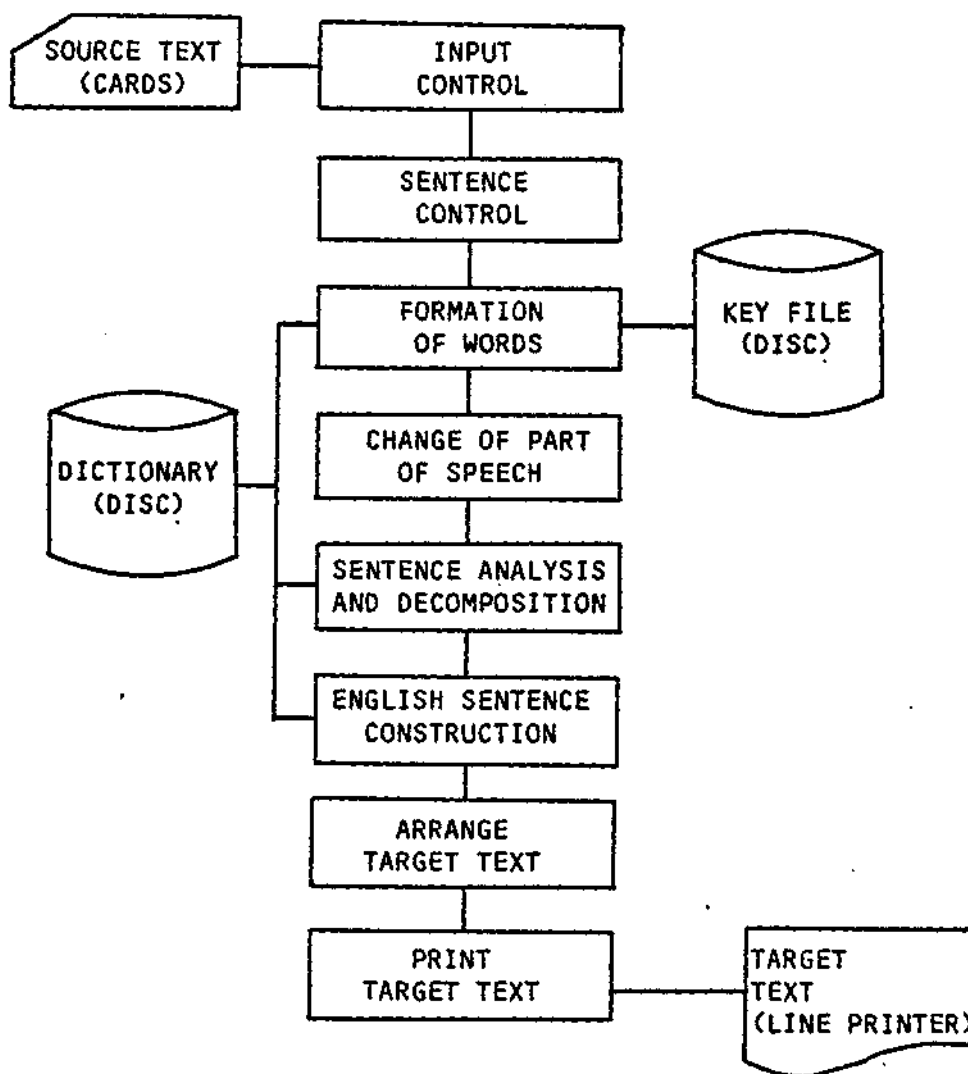 SOURCE TEXT
(CARDS)
INPUT
CONTROL
SENTENCE
CONTROL
FORMATION
OF WORDS
KEY FILE
(DISC)
CHANGE OF PART
OF SPEECH
DICTIONARY
(DISC)
SENTENCE ANALYSIS
AND DECOMPOSITION
ENGLISH SENTENCE
CONSTRUCTION
ARRANGE
TARGET TEXT
PRINT
TARGET TEXT
TARGET
TEXT
(LINE PRINTER)